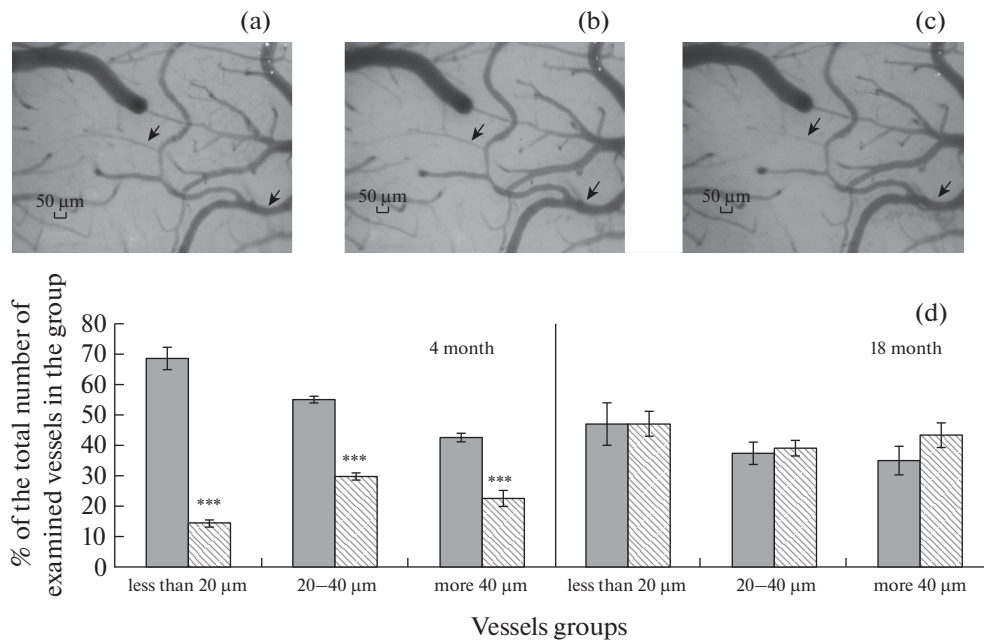 (a) (b) (c)
50 μm 50 μm 50 μm
(d)
% of the total number of
examined vessels in the group
80
70
60
50
40
30
20
10
0
4 month 18 month
*** *** ***
less than 20 μm 20–40 μm more 40 μm less than 20 μm 20–40 μm more 40 μm
Vessels groups